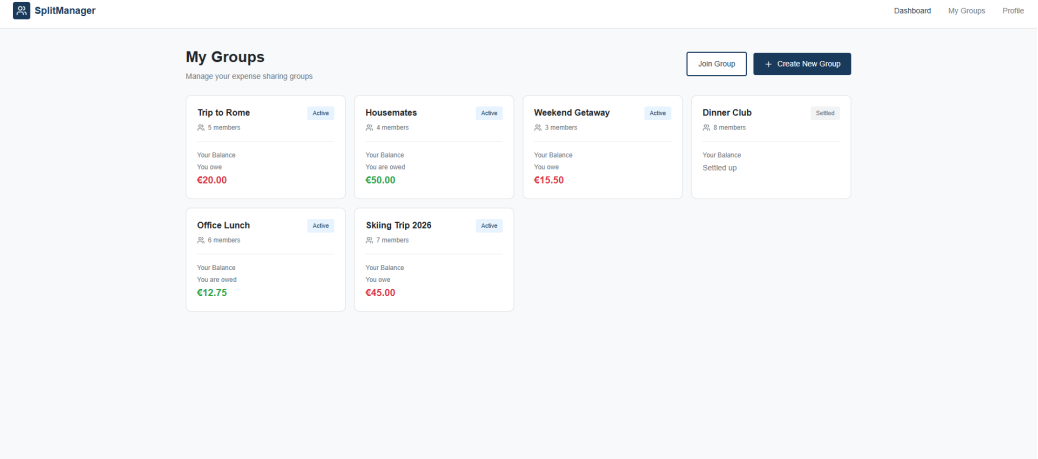 SplitManager
Dashboard My Groups Profile
My Groups
Manage your expense sharing groups
Join Group
+ Create New Group
Trip to Rome Active
5 members
Your Balance
You owe
€20.00
Housemates Active
4 members
Your Balance
You are owed
€50.00
Weekend Getaway Active
3 members
Your Balance
You owe
€15.50
Dinner Club Settled
8 members
Your Balance
Settled up
Office Lunch Active
6 members
Your Balance
You are owed
€12.75
Skiing Trip 2026 Active
7 members
Your Balance
You owe
€45.00